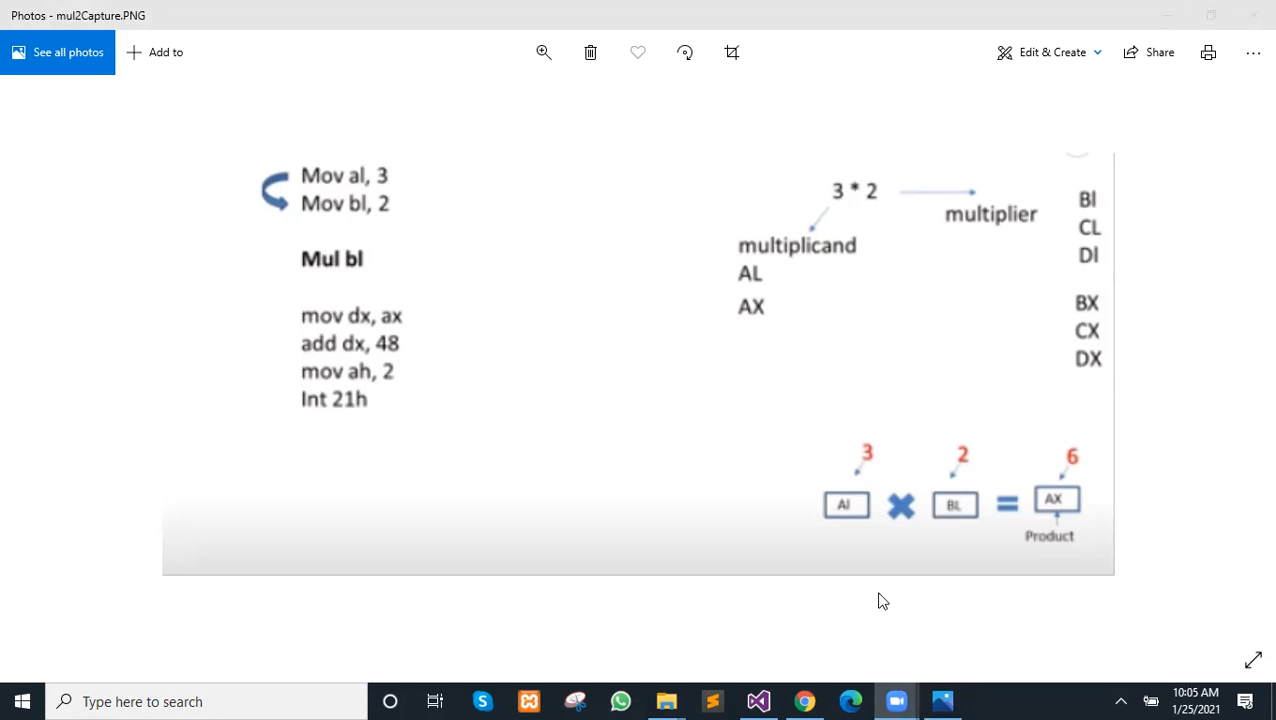 Photos - mul2Capture.PNG
See all photos
Add to
Edit & Create
Share
Mov al, 3
Mov bl, 2
Mul bl
mov dx, ax
add dx, 48
mov ah, 2
Int 21h
3 * 2
multiplier
multiplicand
AL
AX
Bl
CL
Dl
BX
CX
DX
3
2
6
Al
BL
AX
Product
Type here to search
10:05 AM
1/25/2021